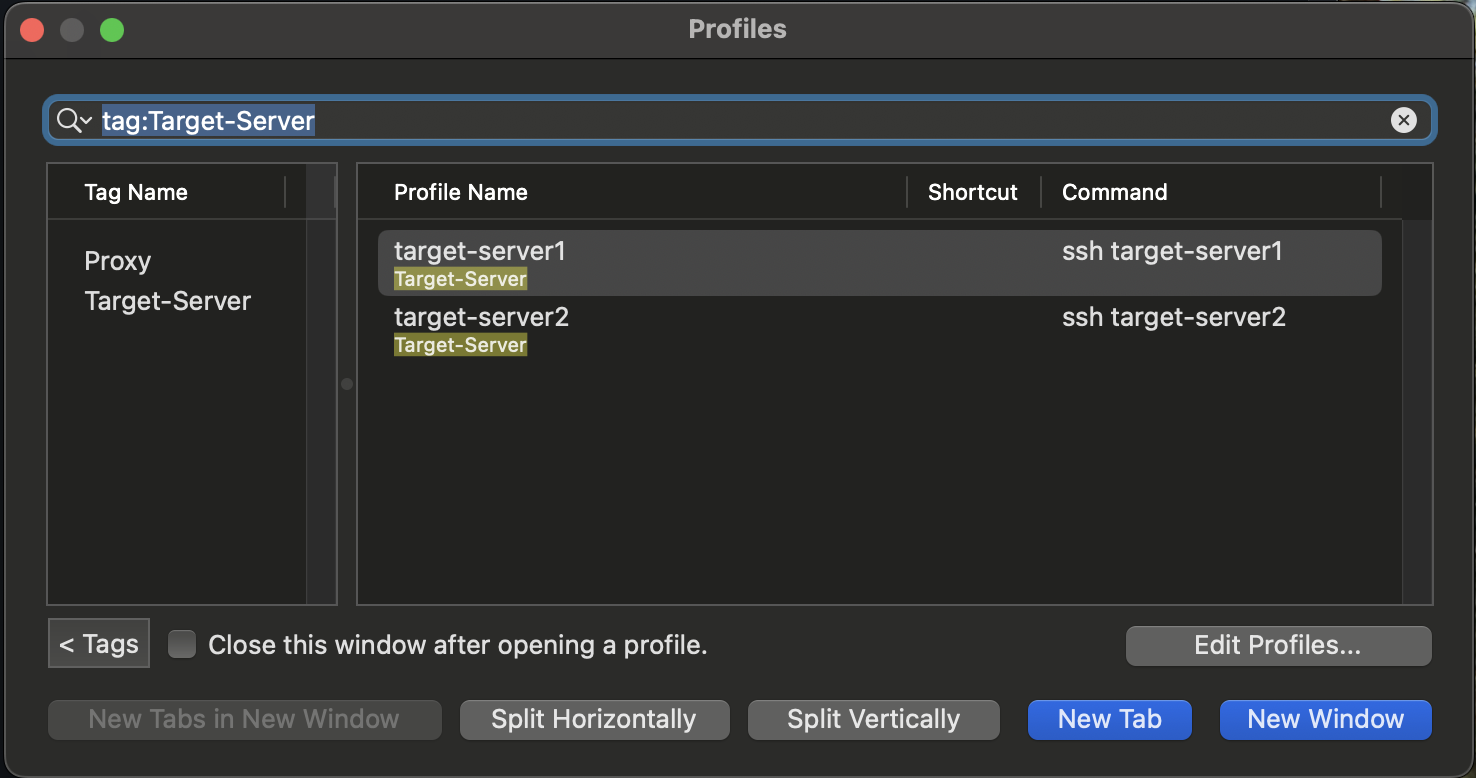 Profiles
tag:Target-Server
Tag Name
Proxy
Target-Server
Profile Name Shortcut Command
target-server1 ssh target-server1
Target-Server
target-server2 ssh target-server2
Target-Server
< Tags Close this window after opening a profile. Edit Profiles...
New Tabs in New Window Split Horizontally Split Vertically New Tab New Window